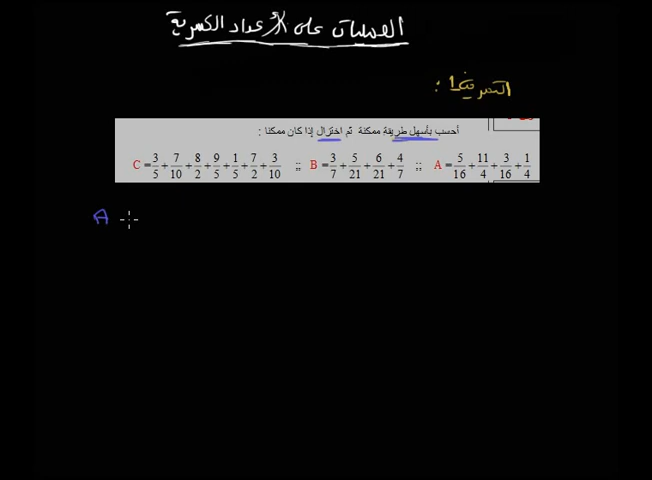 العمليات على الأعداد الكسرية
التمرين 1 :
أحسب بأسهل طريقة ممكنة ثم اختزال إذا كان ممكنا :
A = 5/16 + 11/4 + 3/16 + 1/4 ;; B = 3/7 + 5/21 + 6/21 + 4/7 ;; C = 3/5 + 7/10 + 8/2 + 9/5 + 1/5 + 7/2 + 3/10
A